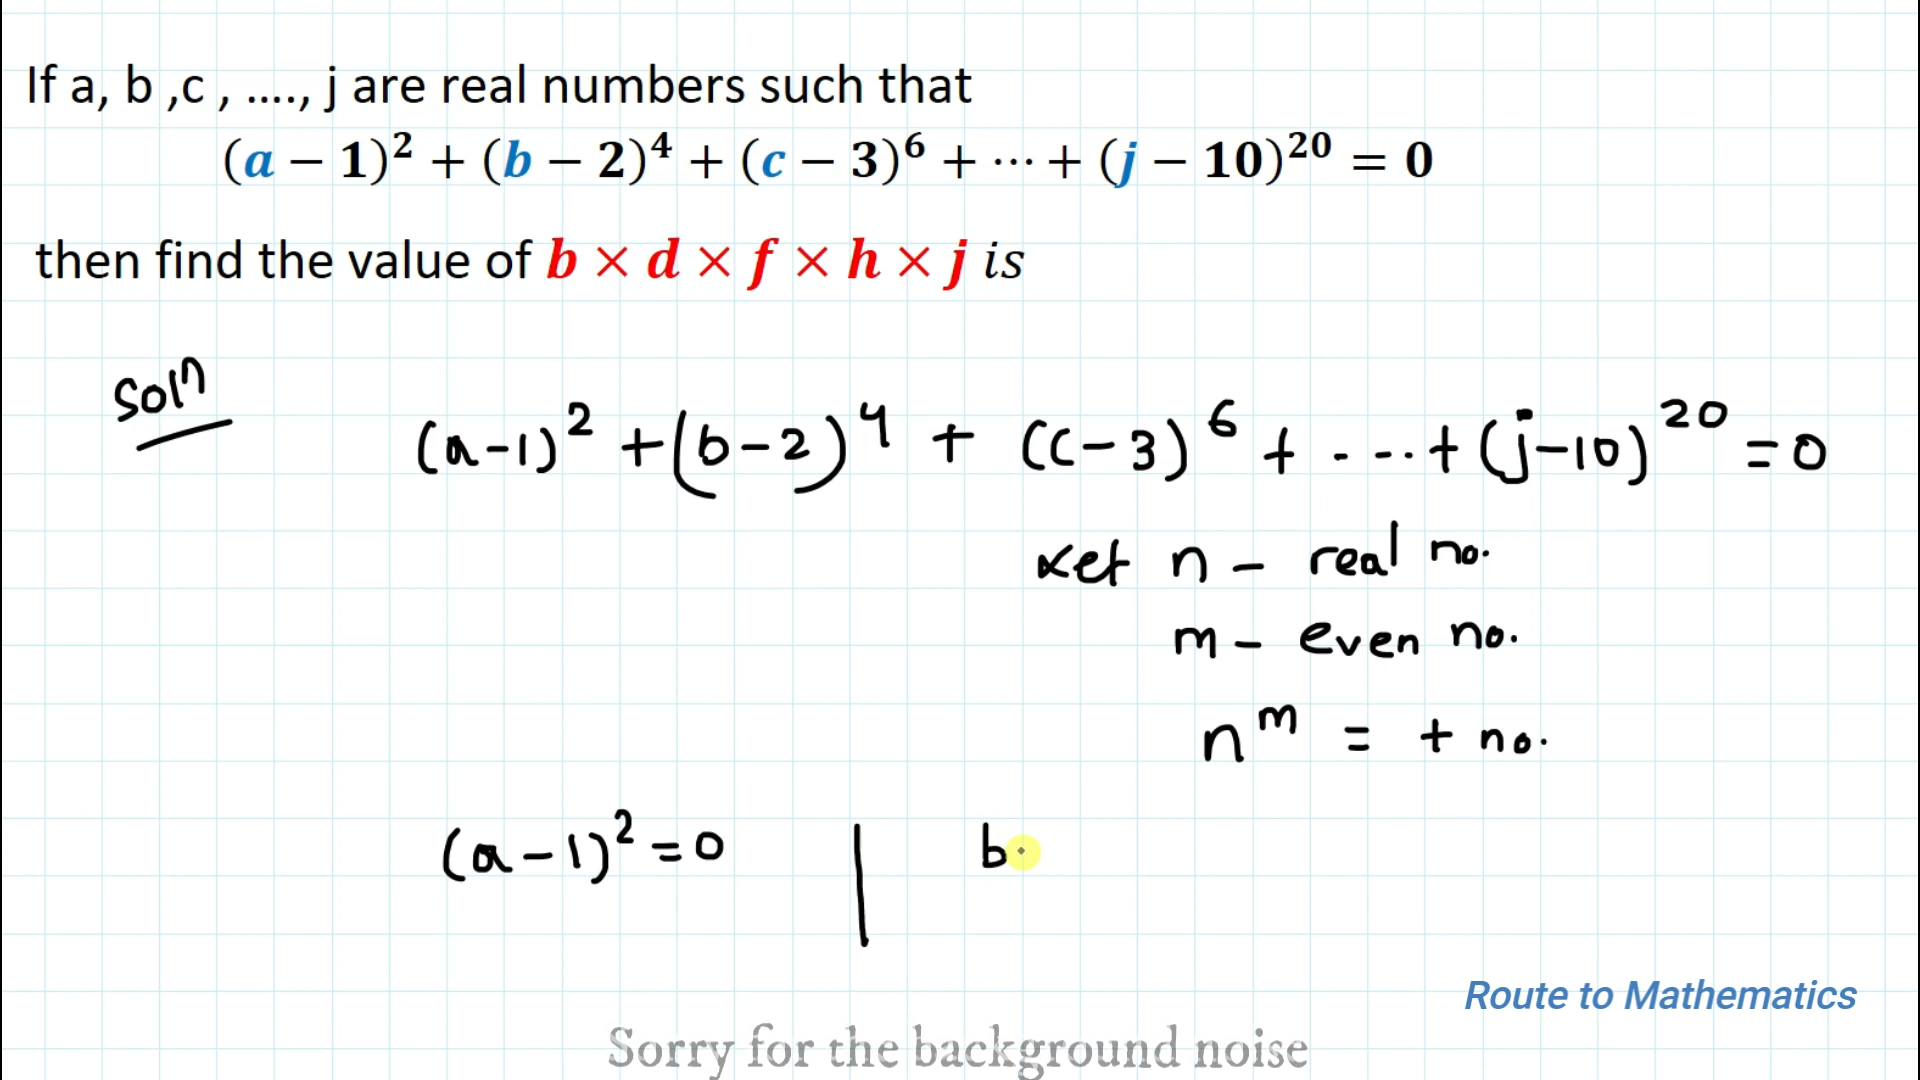 If a, b ,c , ...., j are real numbers such that
(a − 1)² + (b − 2)⁴ + (c − 3)⁶ + ⋯ + (j − 10)²⁰ = 0
then find the value of b × d × f × h × j is
Soln
(a-1)² + (b-2)⁴ + (c-3)⁶ + - - .. + (j-10)²⁰ = 0
Let n - real no.
m - even no.
nᵐ = + no.
(a-1)² = 0 | b
Route to Mathematics
Sorry for the background noise